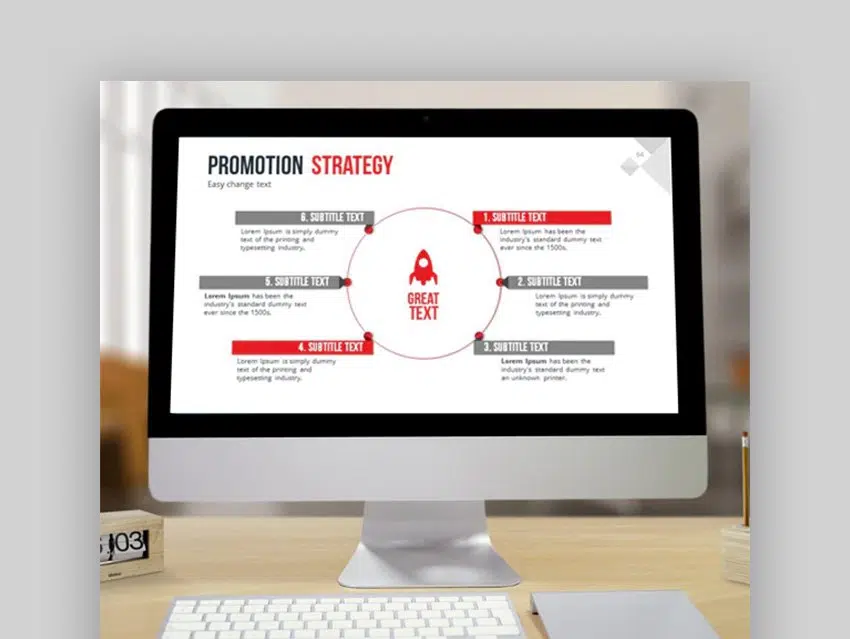 PROMOTION STRATEGY
Easy change text
54
6. SUBTITLE TEXT
Lorem Ipsum is simply dummy
text of the printing and
typesetting industry.
1. SUBTITLE TEXT
Lorem Ipsum has been the
industry's standard dummy text
ever since the 1500s.
5. SUBTITLE TEXT
Lorem Ipsum has been the
industry's standard dummy text
ever since the 1500s.
GREAT
TEXT
2. SUBTITLE TEXT
Lorem Ipsum is simply dummy
text of the printing and
typesetting industry.
4. SUBTITLE TEXT
Lorem Ipsum is simply dummy
text of the printing and
typesetting industry.
3. SUBTITLE TEXT
Lorem Ipsum has been the
industry's standard dummy text
an unknown printer.
03